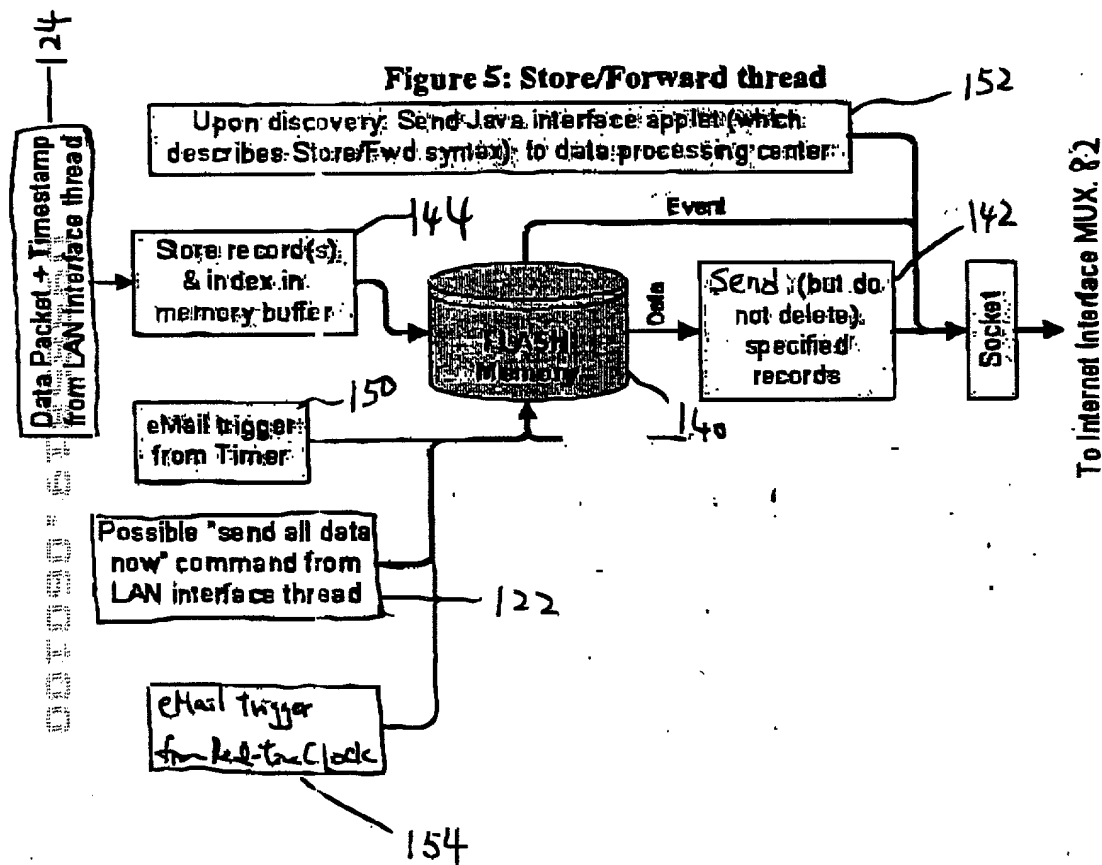 Figure 5: Store/Forward thread
124
Data Packet + Timestamp
from LAN interface thread
152
Upon discovery: Send Java interface applet (which
describes Store/Fwd syntax) to data processing center
144
Store record(s)
& index in
memory buffer
Event
142
FLASH
Memory
Data
Send (but do
not delete)
specified
records
Socket
To Internet Interface MUX. 82
150
eMail trigger
from Timer
140
Possible "send all data
now" command from
LAN interface thread
122
eMail trigger
from Real-time Clock
154